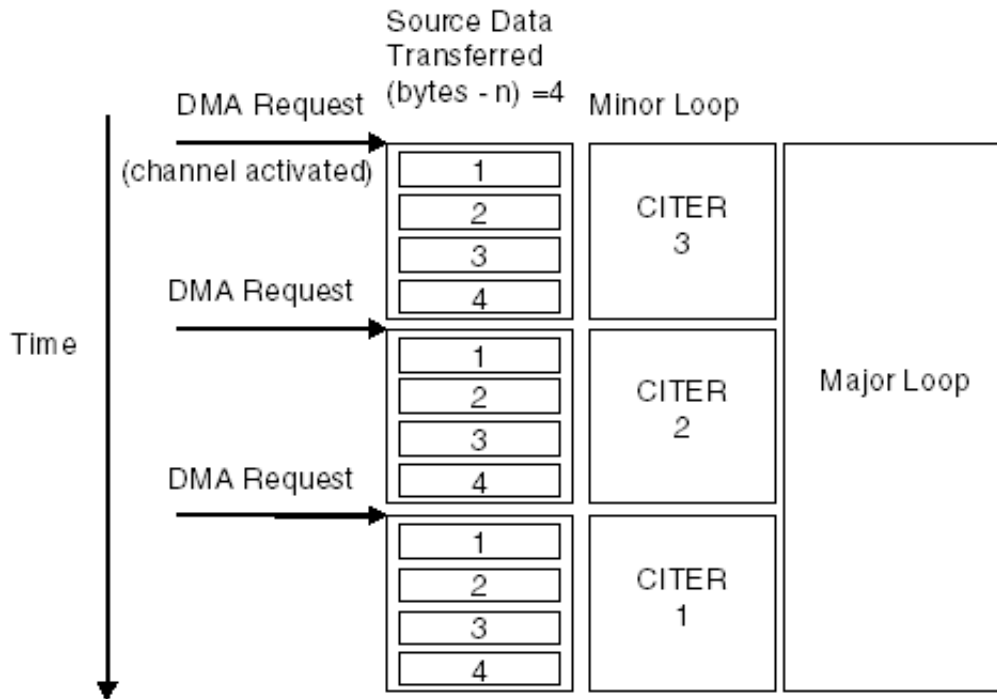 Source Data
Transferred
(bytes - n) =4
DMA Request
Minor Loop
(channel activated)
1
2
3
4
CITER
3
DMA Request
Time
1
2
3
4
CITER
2
Major Loop
DMA Request
1
2
3
4
CITER
1